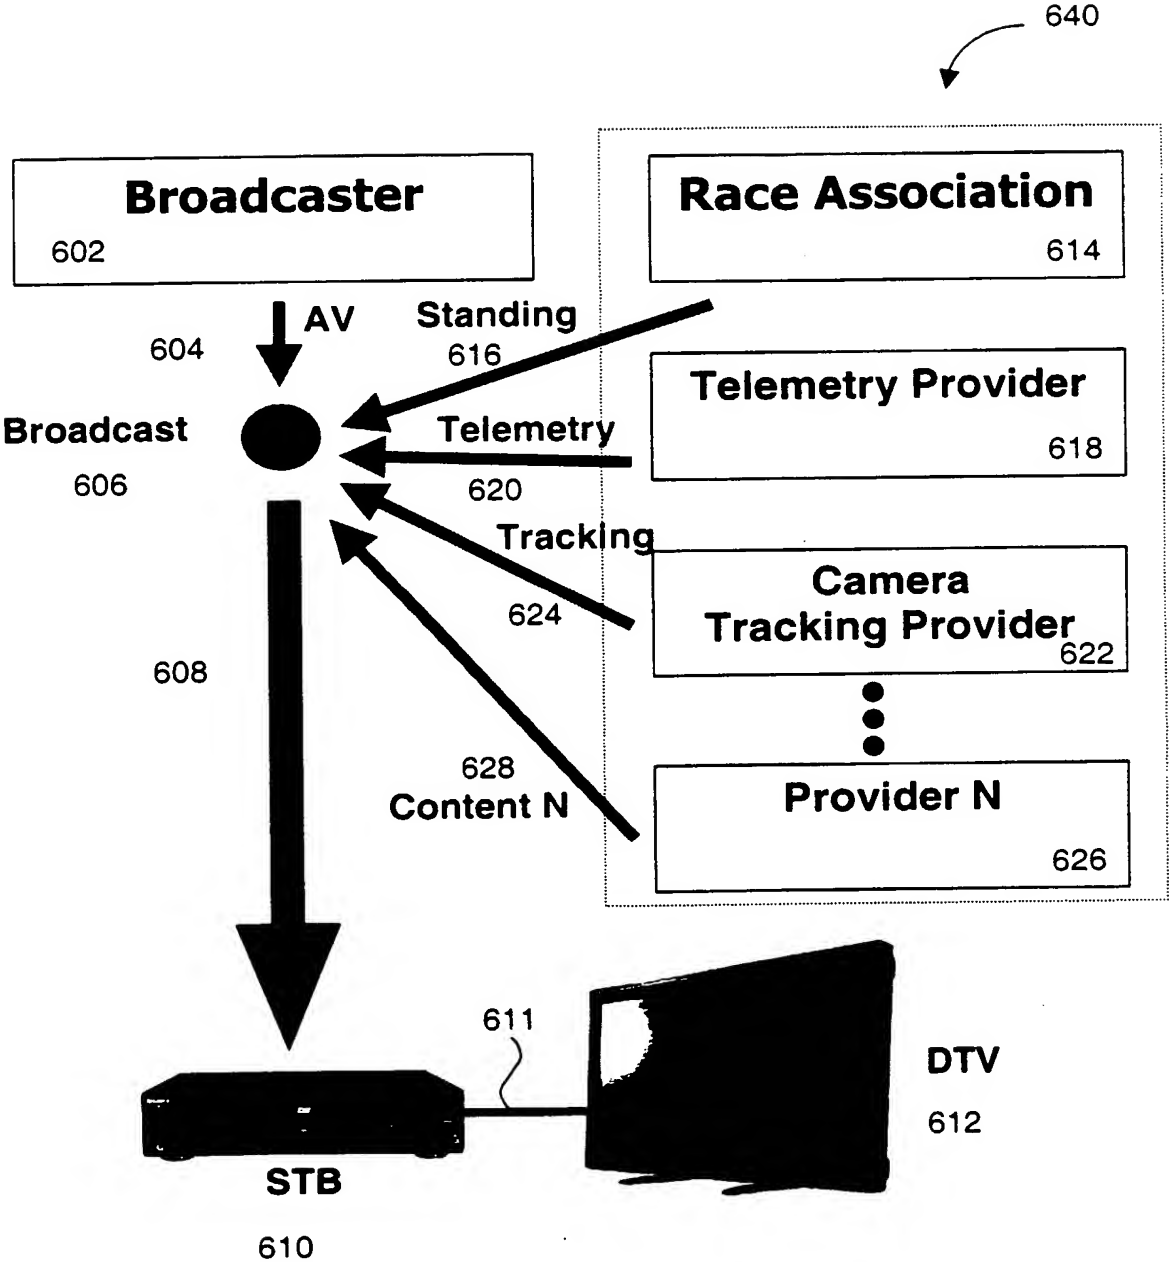 640
Broadcaster
602
Race Association
614
AV
604
Standing
616
Telemetry Provider
618
Broadcast
606
Telemetry
620
Tracking
624
Camera
Tracking Provider
622
608
628
Content N
Provider N
626
611
DTV
612
STB
610